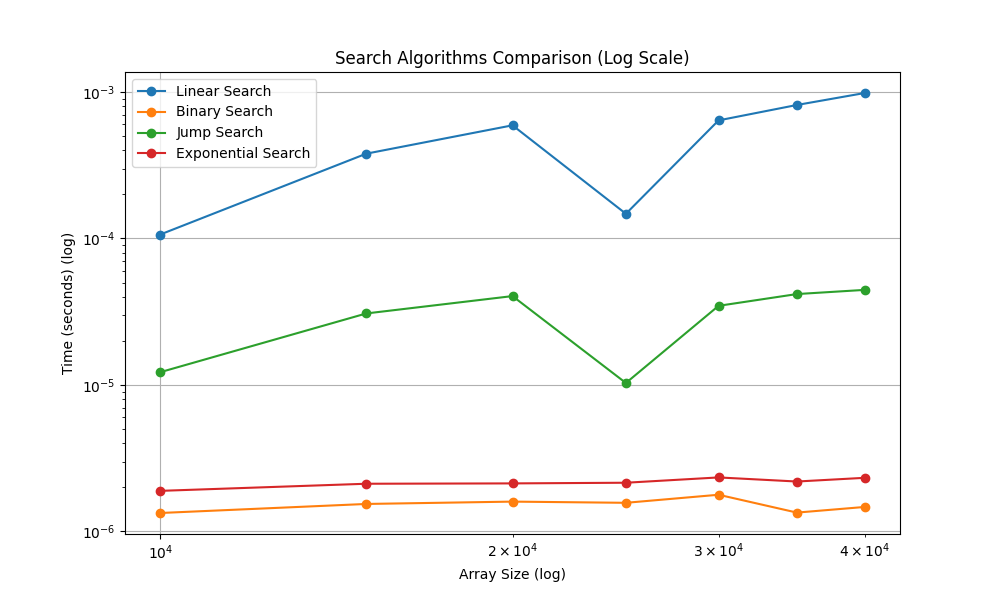 Search Algorithms Comparison (Log Scale)
Linear Search
Binary Search
Jump Search
Exponential Search
Time (seconds) (log)
10⁻³
10⁻⁴
10⁻⁵
10⁻⁶
10⁴
2 × 10⁴
3 × 10⁴
4 × 10⁴
Array Size (log)